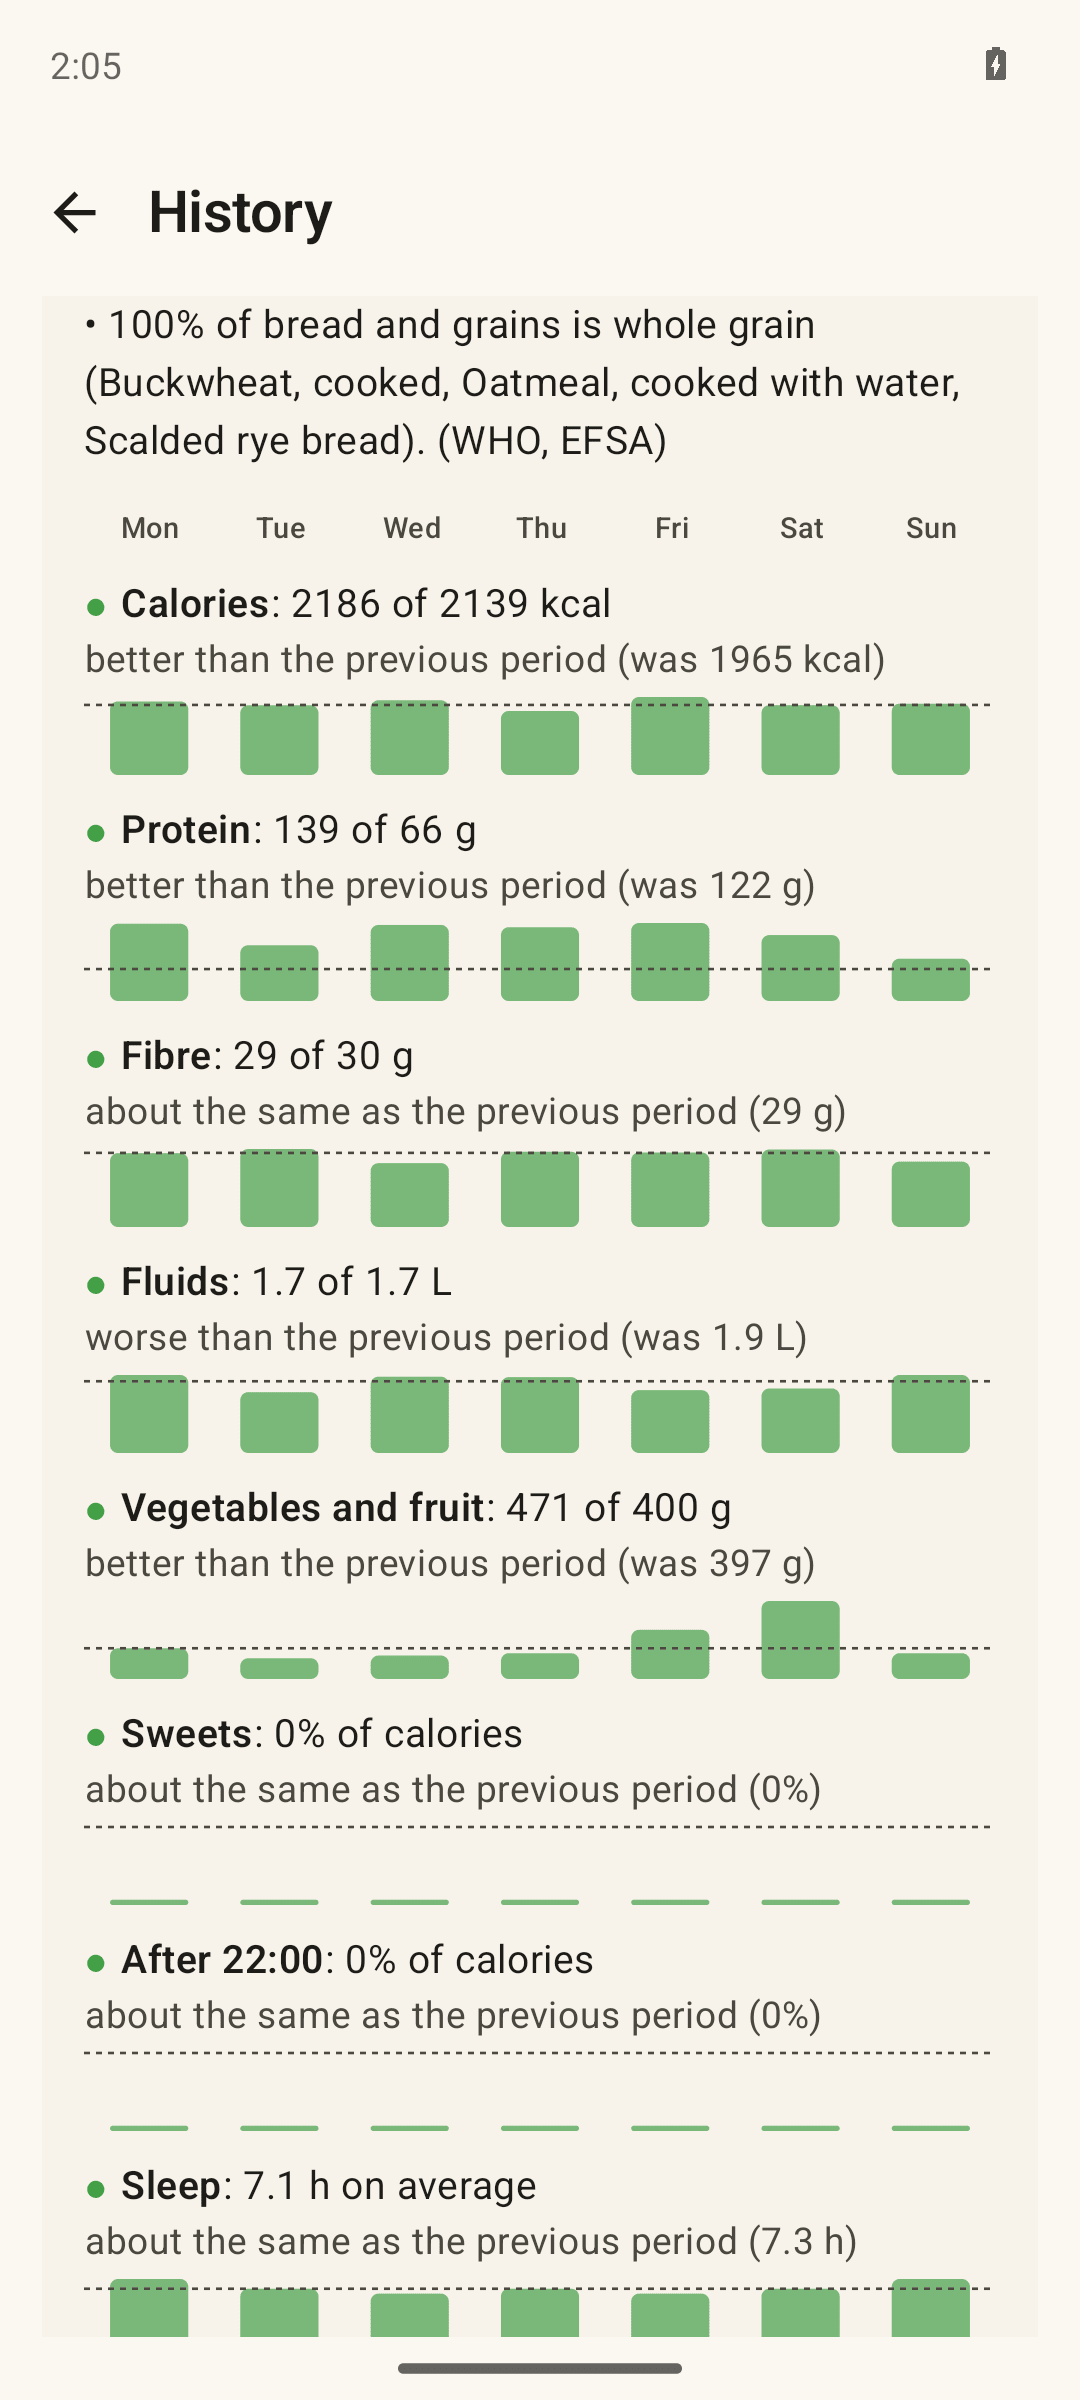 2:05
History
• 100% of bread and grains is whole grain
(Buckwheat, cooked, Oatmeal, cooked with water,
Scalded rye bread). (WHO, EFSA)
Mon Tue Wed Thu Fri Sat Sun
● Calories: 2186 of 2139 kcal
better than the previous period (was 1965 kcal)
● Protein: 139 of 66 g
better than the previous period (was 122 g)
● Fibre: 29 of 30 g
about the same as the previous period (29 g)
● Fluids: 1.7 of 1.7 L
worse than the previous period (was 1.9 L)
● Vegetables and fruit: 471 of 400 g
better than the previous period (was 397 g)
● Sweets: 0% of calories
about the same as the previous period (0%)
● After 22:00: 0% of calories
about the same as the previous period (0%)
● Sleep: 7.1 h on average
about the same as the previous period (7.3 h)